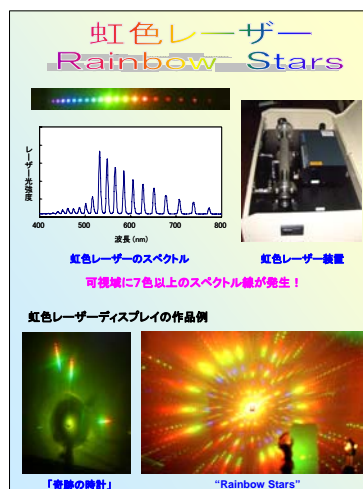 虹色レーザー
Rainbow Stars
レーザー光強度
400 500 600 700 800
波長(nm)
虹色レーザーのスペクトル
虹色レーザー装置
可視域に7色以上のスペクトル線が発生！
虹色レーザーディスプレイの作品例
「奇跡の時計」
“Rainbow Stars”